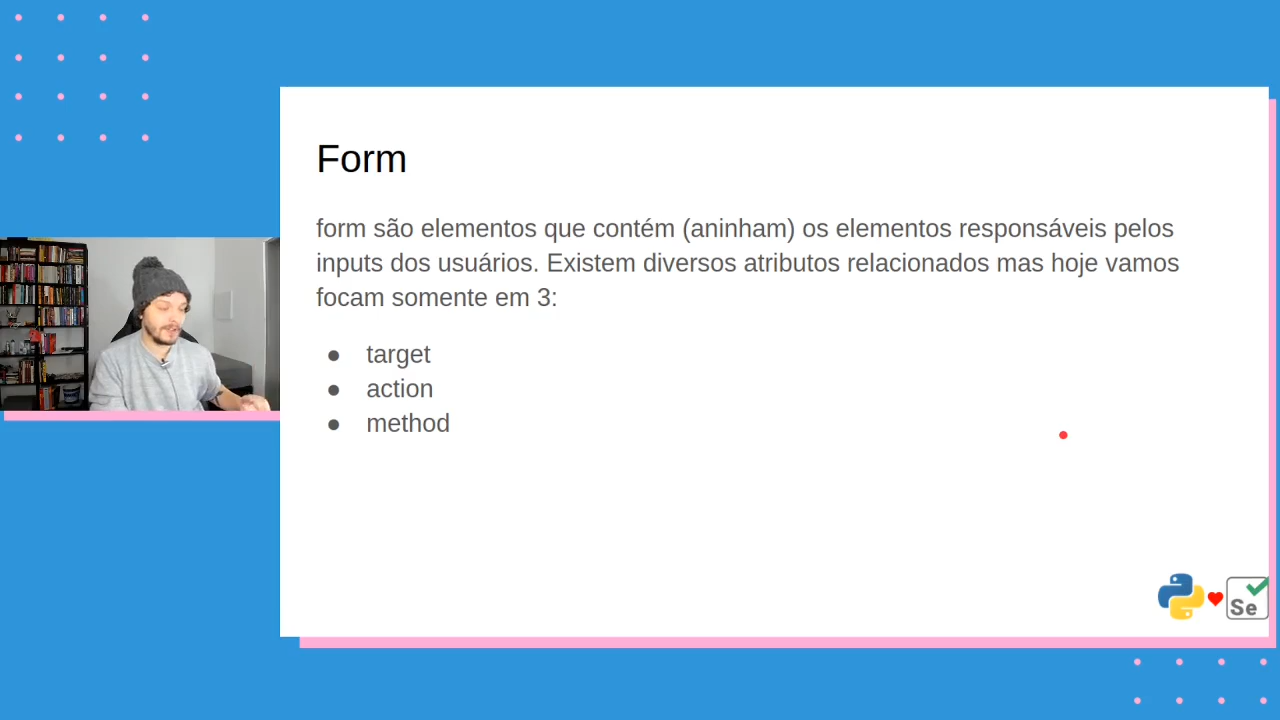 Form
form são elementos que contém (aninham) os elementos responsáveis pelos
inputs dos usuários. Existem diversos atributos relacionados mas hoje vamos
focam somente em 3:
● target
● action
● method
Se